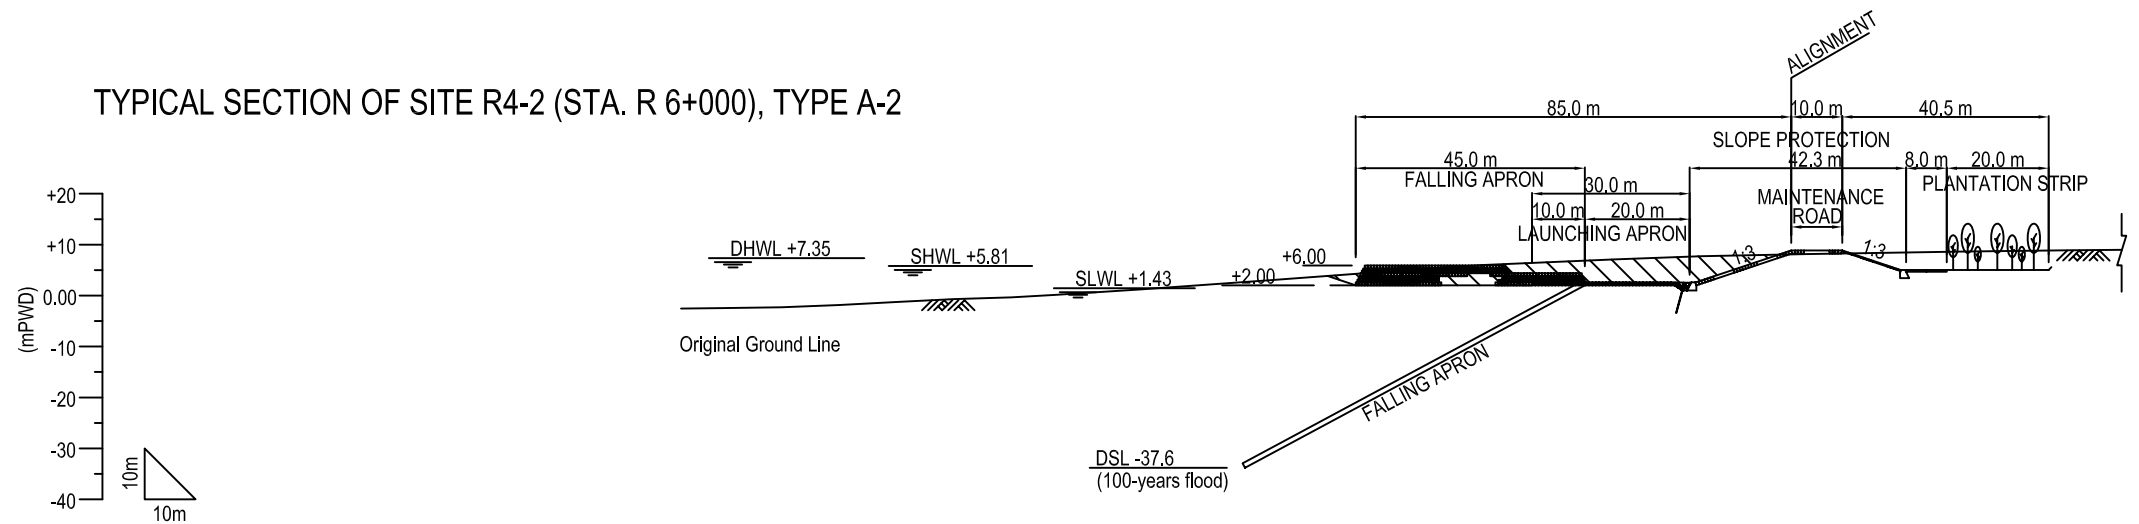 ALIGNMENT
TYPICAL SECTION OF SITE R4-2 (STA. R 6+000), TYPE A-2
85.0 m
10.0 m
40.5 m
SLOPE PROTECTION
45.0 m
42.3 m
8.0 m
20.0 m
FALLING APRON
30.0 m
PLANTATION STRIP
MAINTENANCE
ROAD
10.0 m
20.0 m
LAUNCHING APRON
+20
+10
0.00
-10
-20
-30
-40
(mPWD)
DHWL +7.35
SHWL +5.81
SLWL +1.43
+6.00
+2.00
1:3
1:3
Original Ground Line
FALLING APRON
DSL -37.6
(100-years flood)
10m
10m